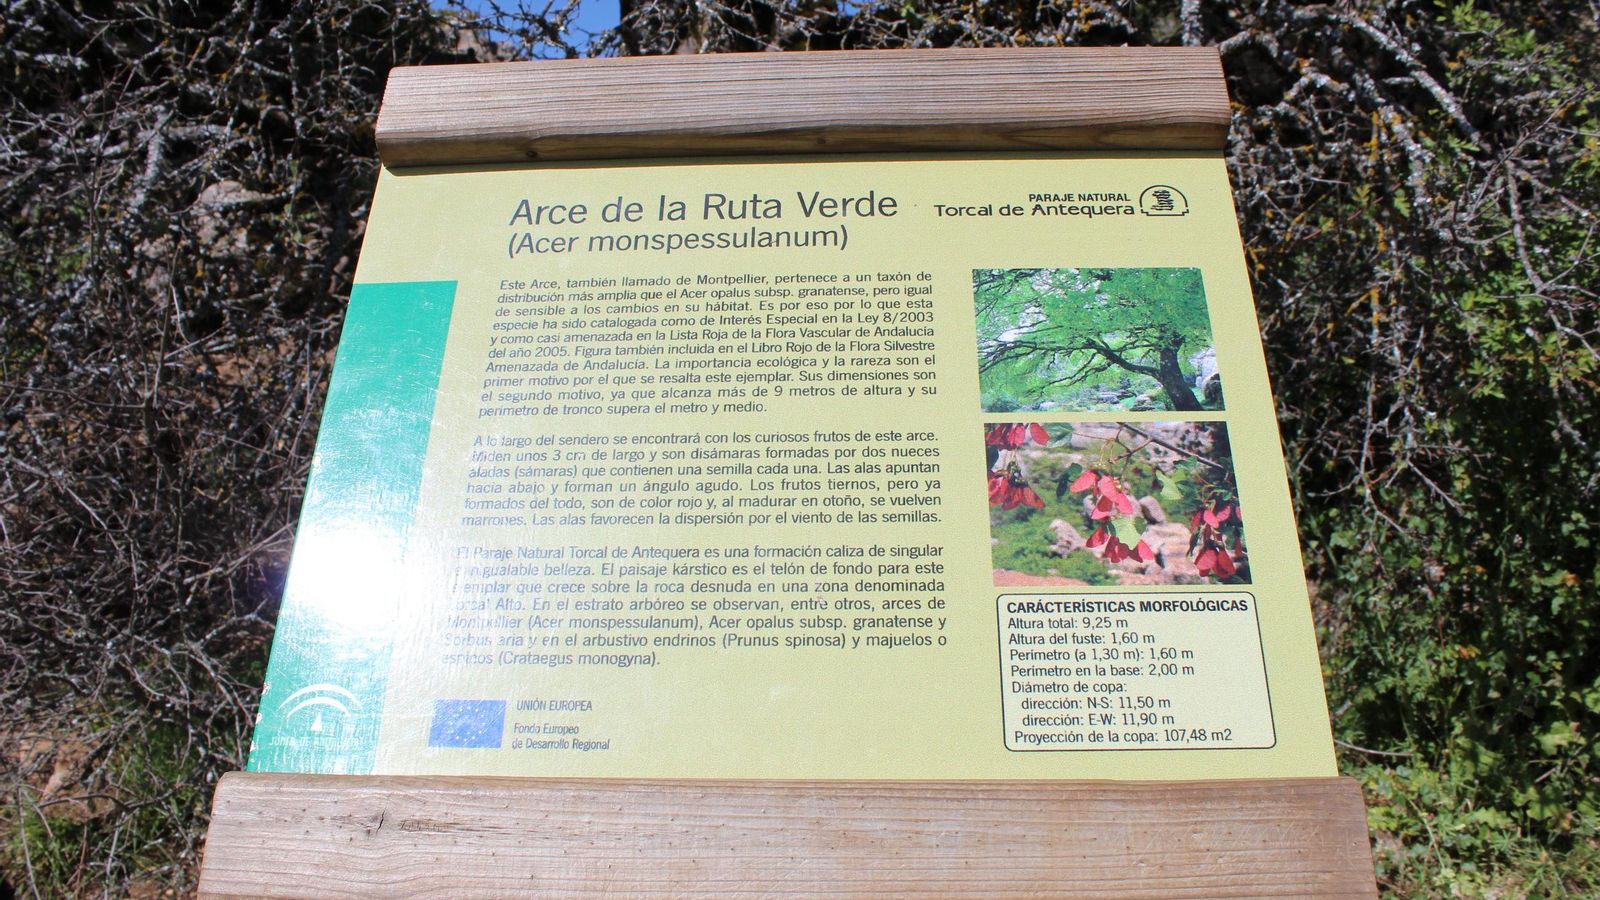 Arce de la Ruta Verde
(Acer monspessulanum)
PARAJE NATURAL
Torcal de Antequera
Este Arce, también llamado de Montpellier, pertenece a un taxón de
distribución más amplia que el Acer opalus subsp. granatense, pero igual
de sensible a los cambios en su hábitat. Es por eso por lo que esta
especie ha sido catalogada como de Interés Especial en la Ley 8/2003
y como casi amenazada en la Lista Roja de la Flora Vascular de Andalucía
del año 2005. Figura también incluida en el Libro Rojo de la Flora Silvestre
Amenazada de Andalucía. La importancia ecológica y la rareza son el
primer motivo por el que se resalta este ejemplar. Sus dimensiones son
el segundo motivo, ya que alcanza más de 9 metros de altura y su
perímetro de tronco supera el metro y medio.
A lo largo del sendero se encontrará con los curiosos frutos de este arce.
Miden unos 3 cm de largo y son disámaras formadas por dos nueces
aladas (sámaras) que contienen una semilla cada una. Las alas apuntan
hacia abajo y forman un ángulo agudo. Los frutos tiernos, pero ya
formados del todo, son de color rojo y, al madurar en otoño, se vuelven
marrones. Las alas favorecen la dispersión por el viento de las semillas.
El Paraje Natural Torcal de Antequera es una formación caliza de singular
e inigualable belleza. El paisaje kárstico es el telón de fondo para este
ejemplar que crece sobre la roca desnuda en una zona denominada
Torcal Alto. En el estrato arbóreo se observan, entre otros, arces de
Montpellier (Acer monspessulanum), Acer opalus subsp. granatense y
Sorbus aria y en el arbustivo endrinos (Prunus spinosa) y majuelos o
espinos (Crataegus monogyna).
CARÁCTERÍSTICAS MORFOLÓGICAS
Altura total: 9,25 m
Altura del fuste: 1,60 m
Perimetro (a 1,30 m): 1,60 m
Perimetro en la base: 2,00 m
Diámetro de copa:
dirección: N-S: 11,50 m
dirección: E-W: 11,90 m
Proyección de la copa: 107,48 m2
UNIÓN EUROPEA
Fondo Europeo
de Desarrollo Regional
JUNTA DE ANDALUCIA